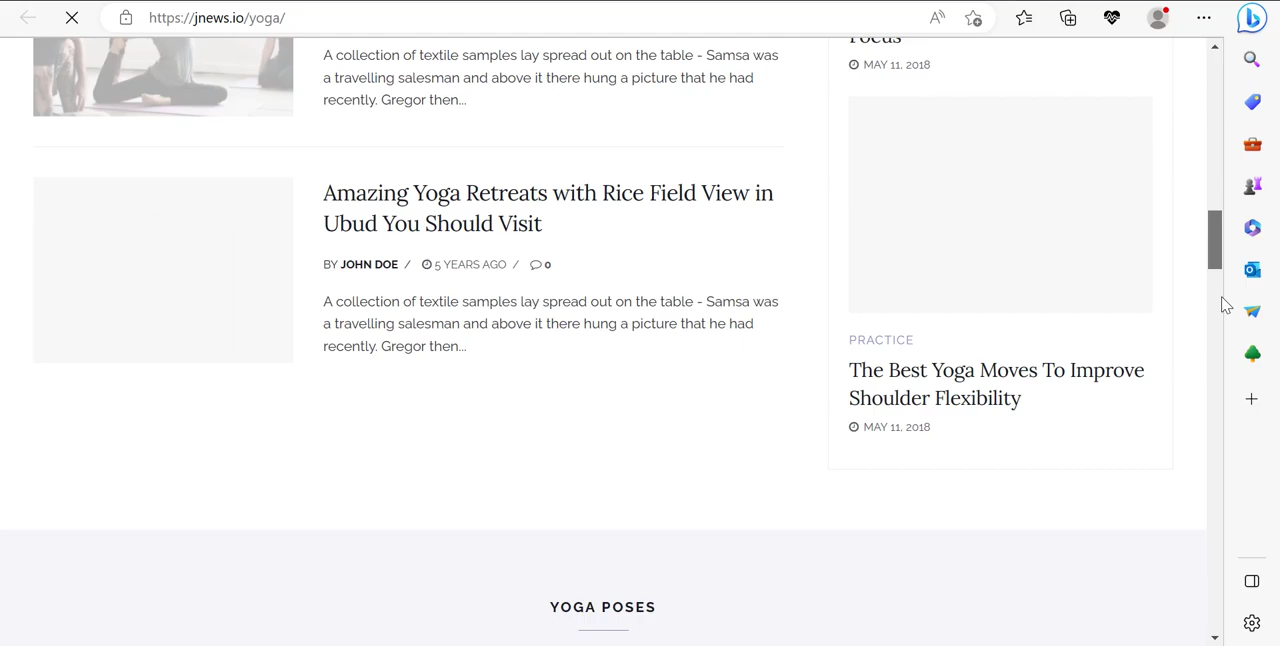 https://jnews.io/yoga/
A collection of textile samples lay spread out on the table - Samsa was
a travelling salesman and above it there hung a picture that he had
recently. Gregor then...
Amazing Yoga Retreats with Rice Field View in
Ubud You Should Visit
BY JOHN DOE / 5 YEARS AGO / 0
A collection of textile samples lay spread out on the table - Samsa was
a travelling salesman and above it there hung a picture that he had
recently. Gregor then...
Focus
MAY 11, 2018
PRACTICE
The Best Yoga Moves To Improve
Shoulder Flexibility
MAY 11, 2018
YOGA POSES